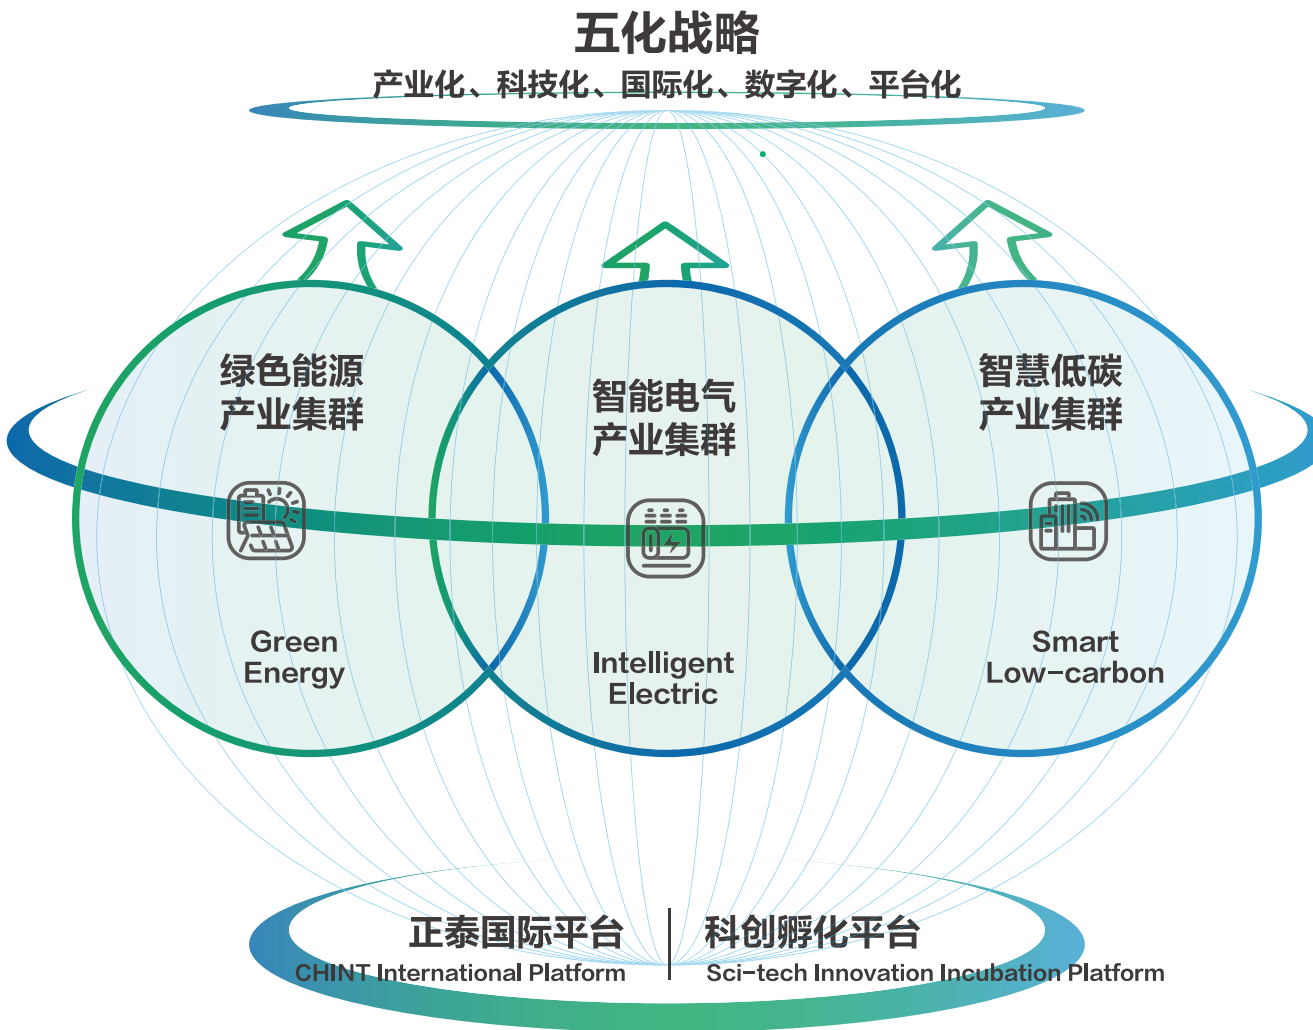 五化战略
产业化、科技化、国际化、数字化、平台化
绿色能源
产业集群
智能电气
产业集群
智慧低碳
产业集群
Green
Energy
Intelligent
Electric
Smart
Low-carbon
正泰国际平台
CHINT International Platform
科创孵化平台
Sci-tech Innovation Incubation Platform